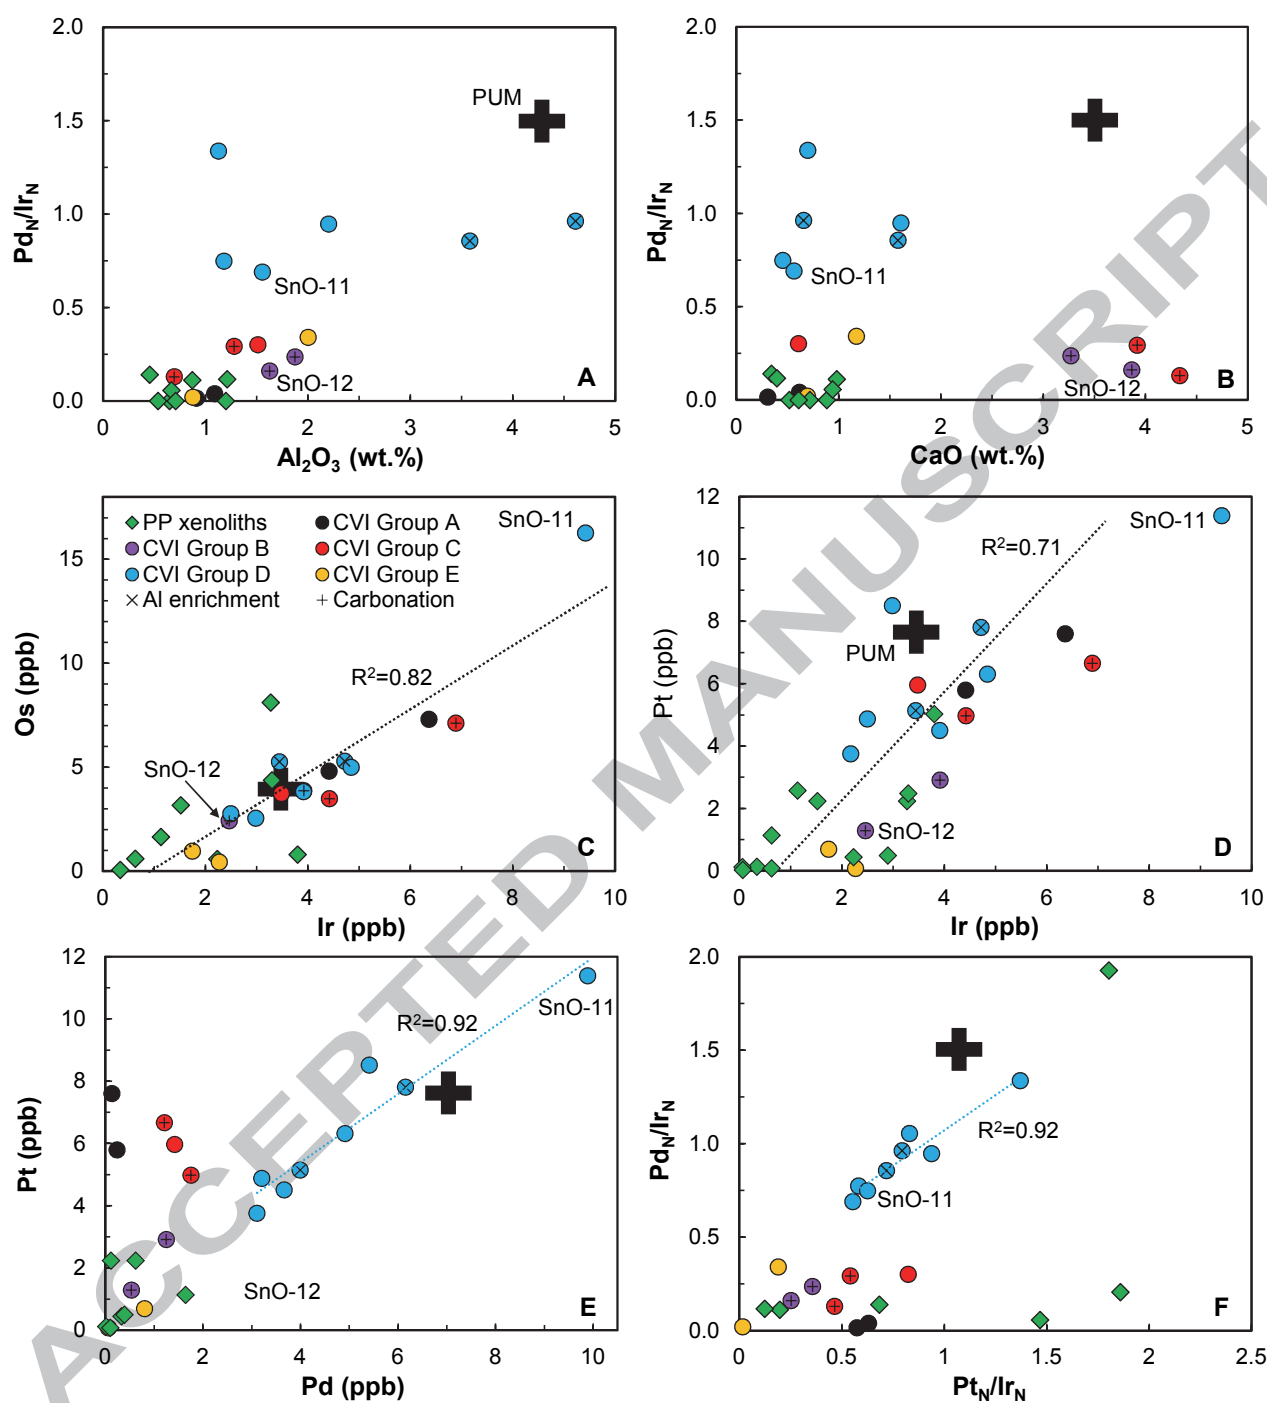 2.0
1.5
1.0
0.5
0.0
Pd_N/Ir_N
PUM
SnO-11
SnO-12
A
0 1 2 3 4 5
Al₂O₃ (wt.%)
2.0
1.5
1.0
0.5
0.0
Pd_N/Ir_N
SnO-11
SnO-12
B
0 1 2 3 4 5
CaO (wt.%)
15
10
5
0
Os (ppb)
PP xenoliths CVI Group A
CVI Group B CVI Group C
CVI Group D CVI Group E
Al enrichment Carbonation
SnO-11
R²=0.82
SnO-12
C
0 2 4 6 8 10
Ir (ppb)
12
10
8
6
4
2
0
Pt (ppb)
SnO-11
R²=0.71
PUM
SnO-12
D
0 2 4 6 8 10
Ir (ppb)
12
10
8
6
4
2
0
Pt (ppb)
SnO-11
R²=0.92
SnO-12
E
0 2 4 6 8 10
Pd (ppb)
2.0
1.5
1.0
0.5
0.0
Pd_N/Ir_N
R²=0.92
SnO-11
F
0 0.5 1 1.5 2 2.5
Pt_N/Ir_N
ACCEPTED MANUSCRIPT